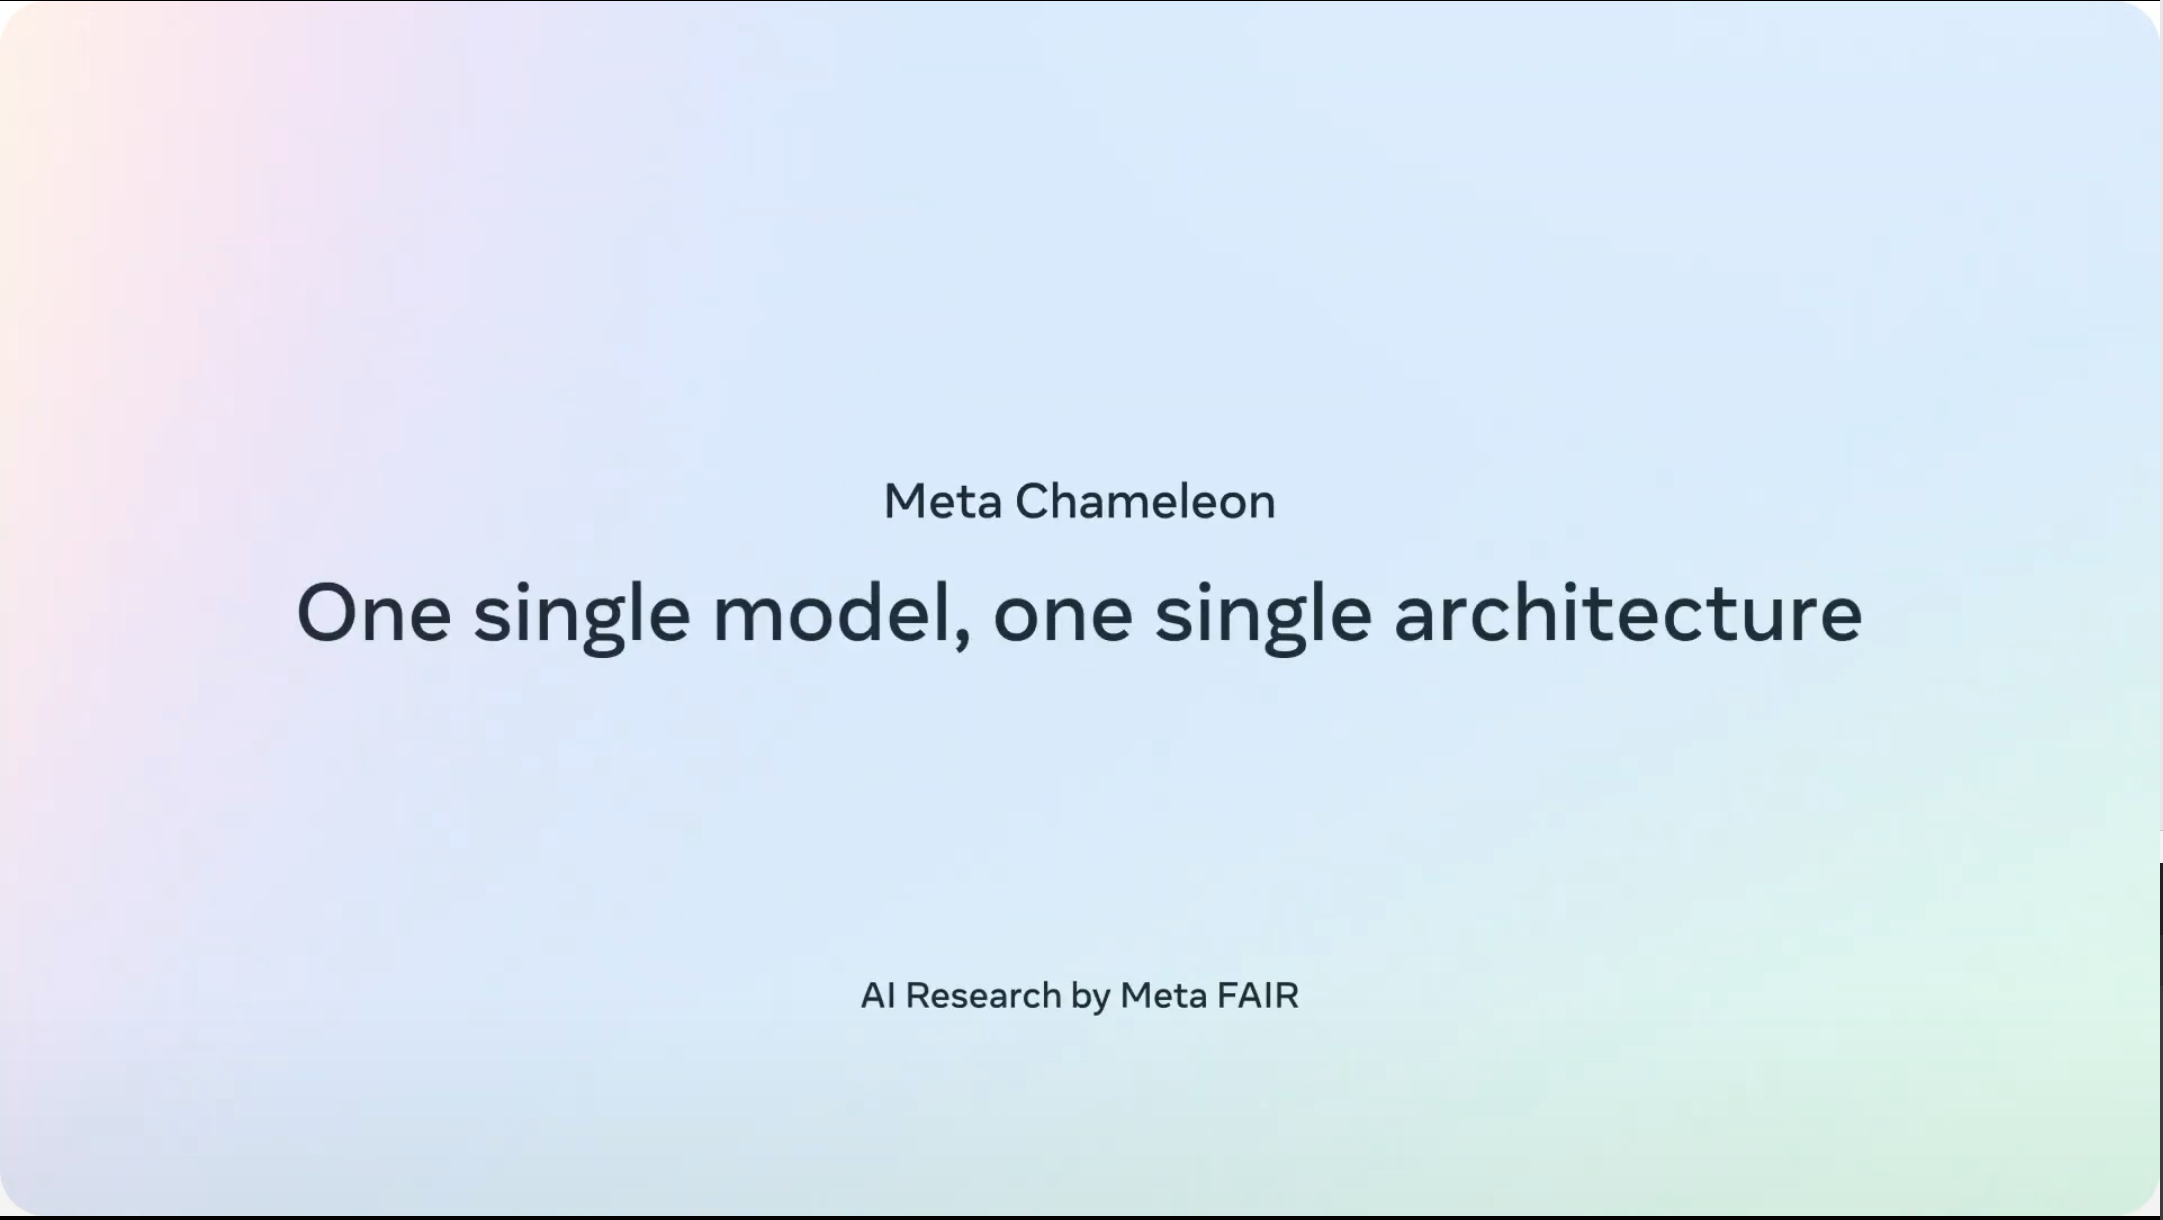 Meta Chameleon
One single model, one single architecture
AI Research by Meta FAIR